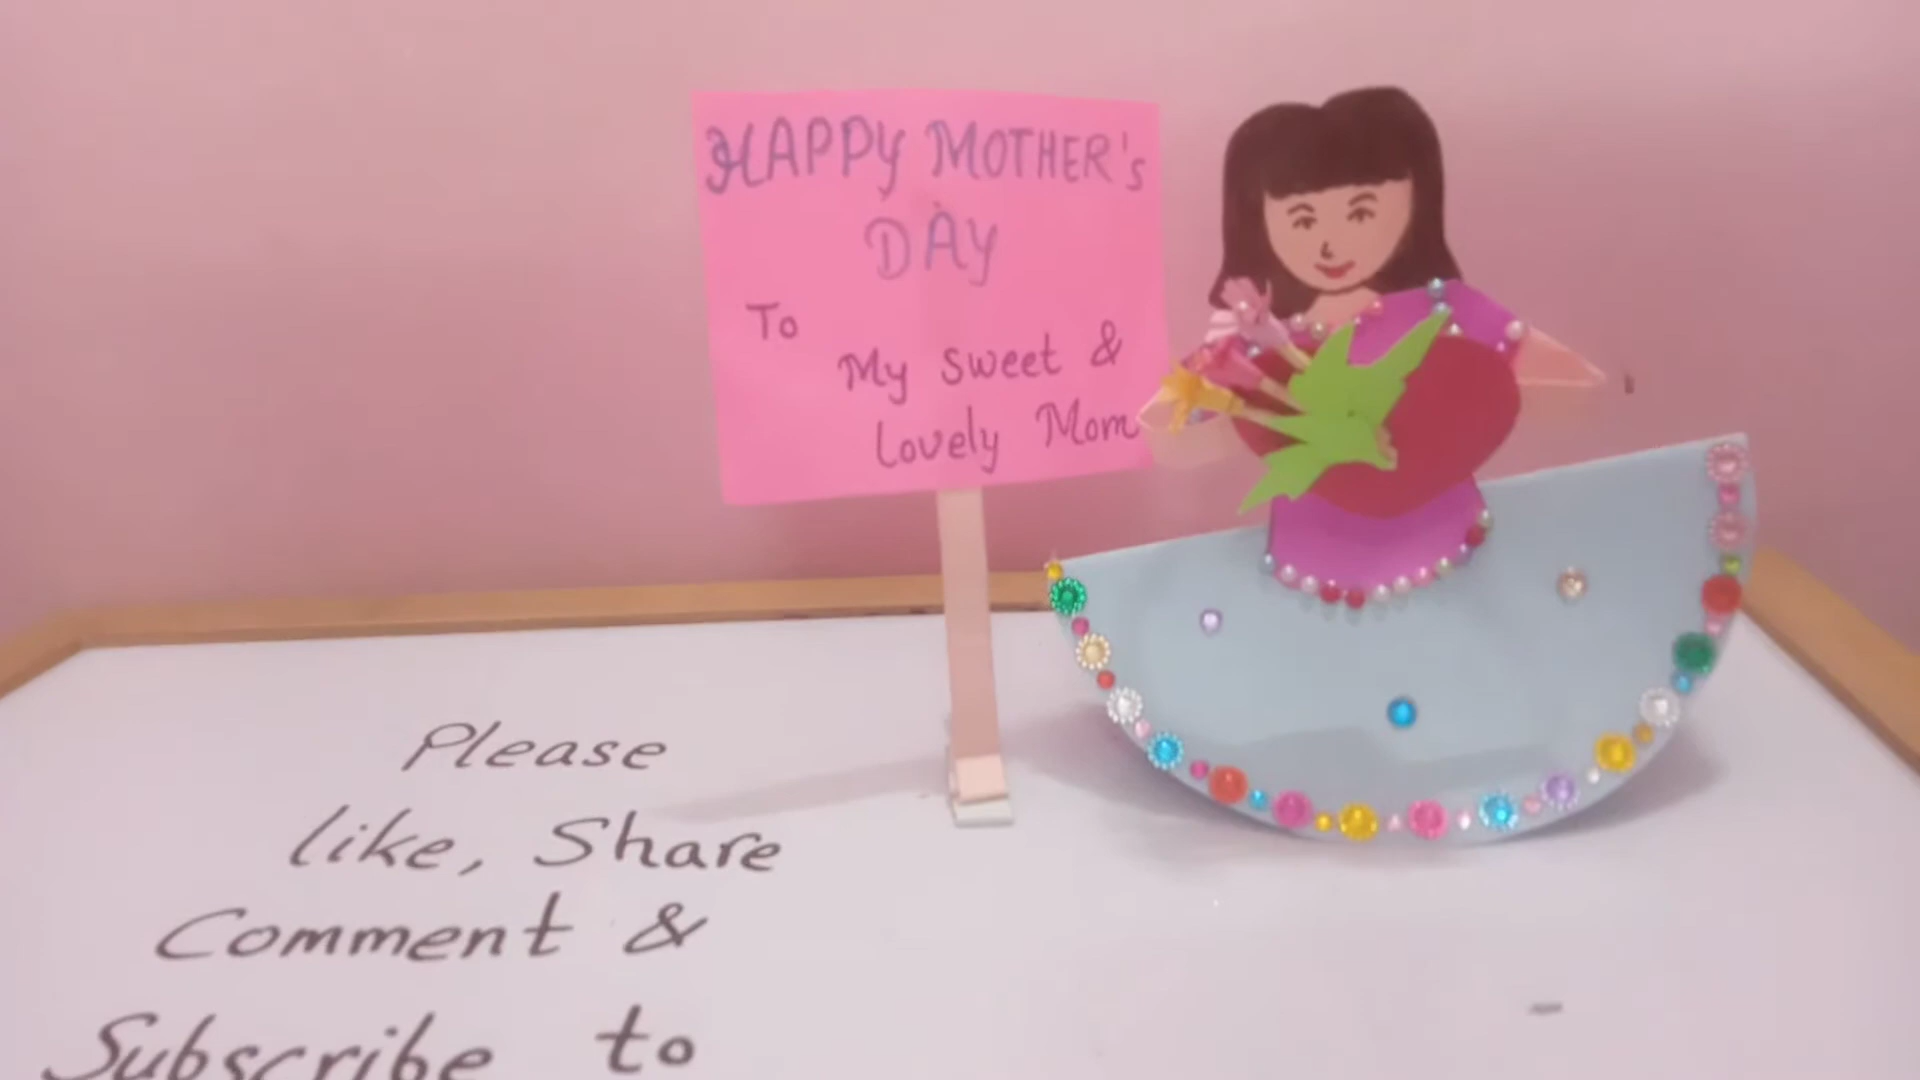 HAPPY MOTHER'S
DAY
To
My Sweet &
Lovely Mom
Please
like, Share
Comment &
Subscribe to